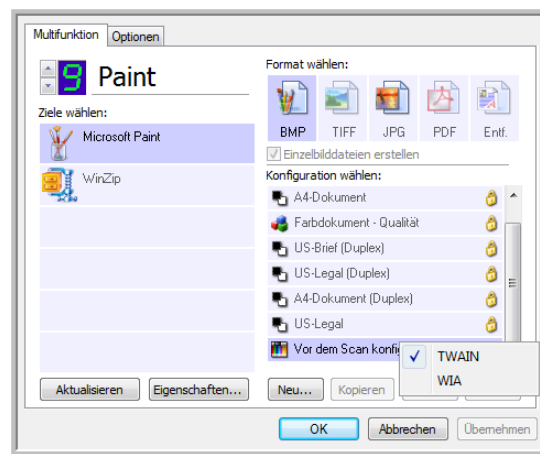 Multifunktion Optionen
9 Paint
Ziele wählen:
Microsoft Paint
WinZip
Aktualisieren Eigenschaften...
Format wählen:
BMP TIFF JPG PDF Entf.
Einzelbilddateien erstellen
Konfiguration wählen:
A4-Dokument
Farbdokument - Qualität
US-Brief (Duplex)
US-Legal (Duplex)
A4-Dokument (Duplex)
US-Legal
Vor dem Scan
TWAIN
WIA
Neu... Kopieren
OK Abbrechen Übernehmen